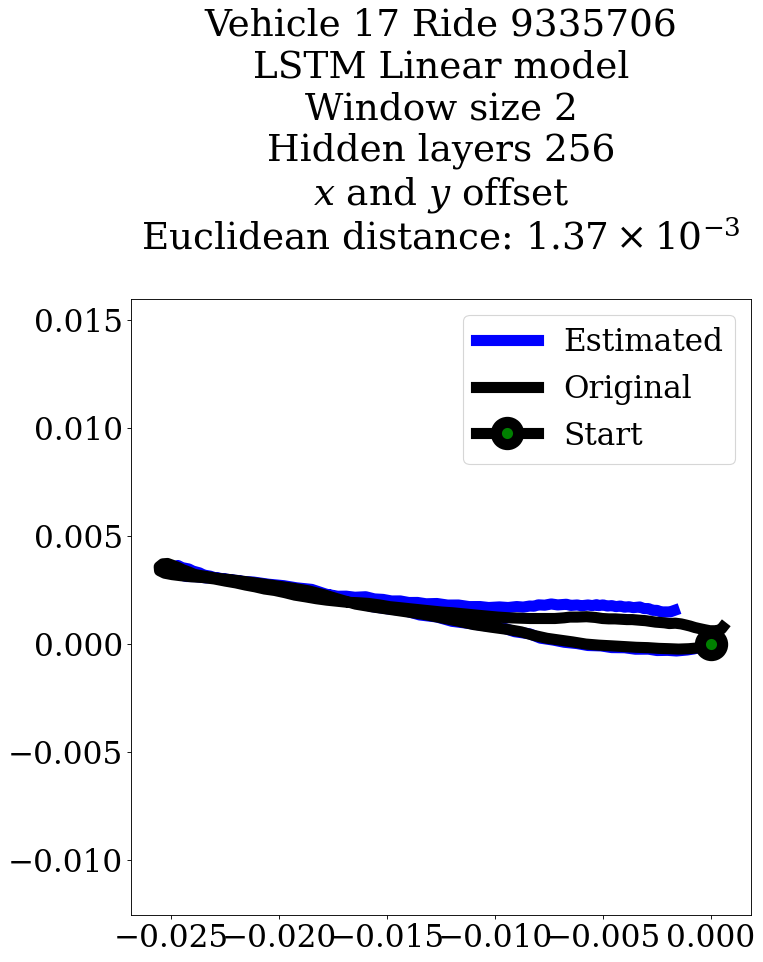 Vehicle 17 Ride 9335706
LSTM Linear model
Window size 2
Hidden layers 256
x and y offset
Euclidean distance: 1.37 × 10⁻³
0.015
Estimated
Original
0.010
Start
0.005
0.000
−0.005
−0.010
−0.025 −0.020 −0.015 −0.010 −0.005 0.000